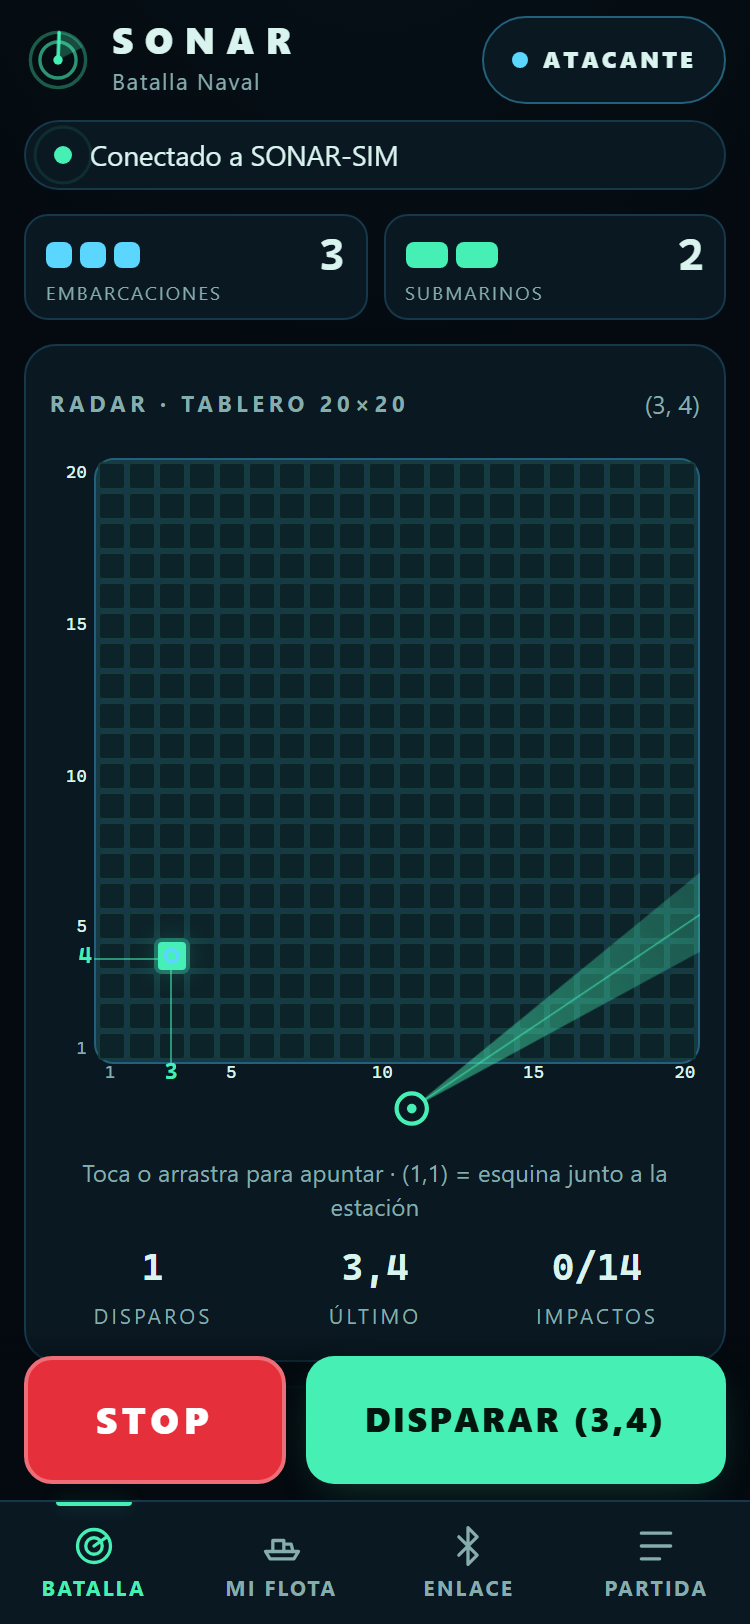 SONAR
Batalla Naval
ATACANTE
Conectado a SONAR-SIM
3
EMBARCACIONES
2
SUBMARINOS
RADAR · TABLERO 20×20
(3, 4)
20
15
10
5
4
1
1
3
5
10
15
20
Toca o arrastra para apuntar · (1,1) = esquina junto a la
estación
1
DISPAROS
3,4
ÚLTIMO
0/14
IMPACTOS
STOP
DISPARAR (3,4)
BATALLA
MI FLOTA
ENLACE
PARTIDA